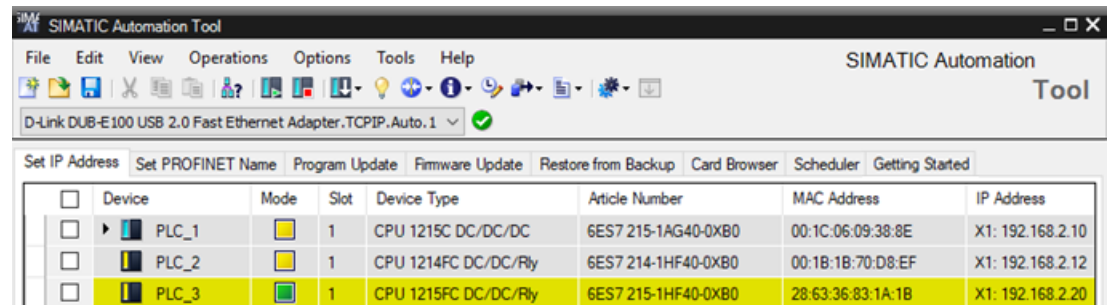 SIMATIC Automation Tool
File Edit View Operations Options Tools Help
SIMATIC Automation
Tool
D-Link DUB-E100 USB 2.0 Fast Ethernet Adapter.TCPIP.Auto.1
Set IP Address Set PROFINET Name Program Update Firmware Update Restore from Backup Card Browser Scheduler Getting Started
Device Mode Slot Device Type Article Number MAC Address IP Address
PLC_1 1 CPU 1215C DC/DC/DC 6ES7 215-1AG40-0XB0 00:1C:06:09:38:8E X1: 192.168.2.10
PLC_2 1 CPU 1214FC DC/DC/Rly 6ES7 214-1HF40-0XB0 00:1B:1B:70:D8:EF X1: 192.168.2.12
PLC_3 1 CPU 1215FC DC/DC/Rly 6ES7 215-1HF40-0XB0 28:63:36:83:1A:1B X1: 192.168.2.20